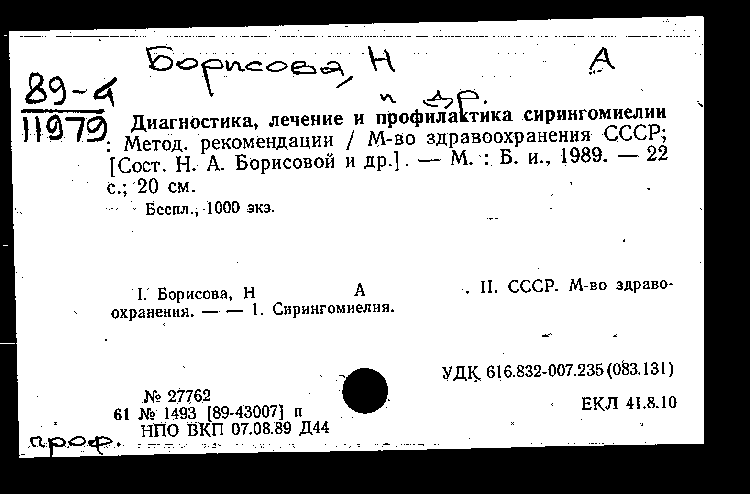 Борисова, Н А
и др.
89-4
11979
Диагностика, лечение и профилактика сирингомиелии
: Метод. рекомендации / М-во здравоохранения СССР;
[Сост. Н. А. Борисовой и др.]. — М. : Б. и., 1989. — 22
с.; 20 см.
Беспл., 1000 экз.
I. Борисова, Н А . II. СССР. М-во здраво-
охранения. — — 1. Сирингомиелия.
УДК 616.832-007.235(083.131)
№ 27762
61 № 1493 [89-43007] п
ЕКЛ 41.8.10
НПО ВКП 07.08.89 Д44
проф.